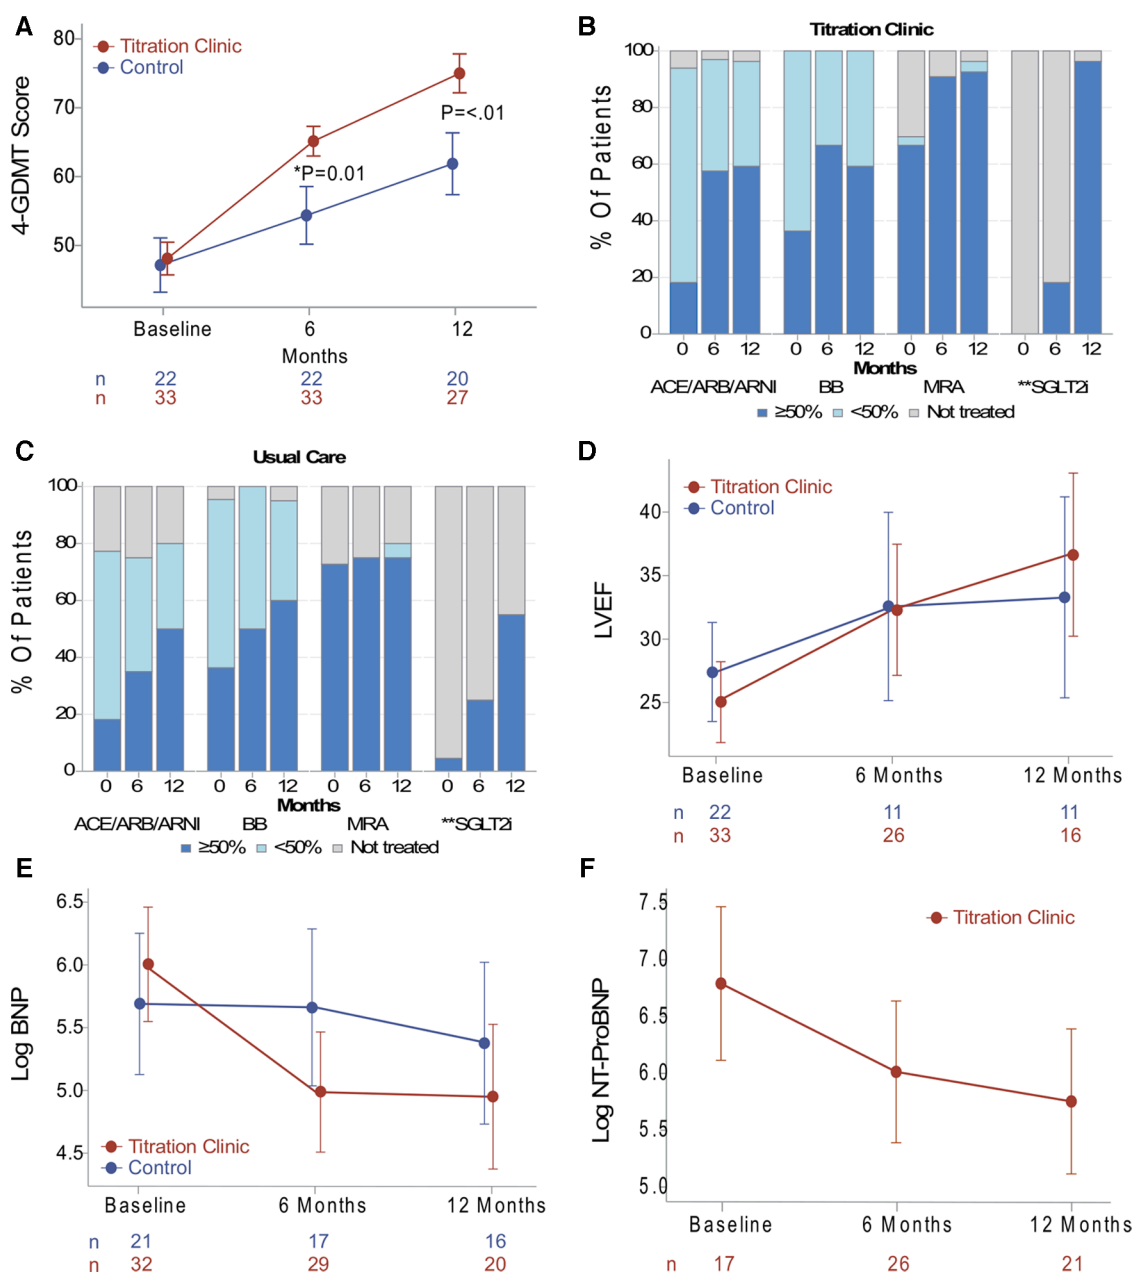 A
80
70
60
50
4-GDMT Score
Titration Clinic
Control
P=<.01
*P=0.01
Baseline 6 12
Months
n 22 22 20
n 33 33 27
B
Titration Clinic
100
80
60
40
20
0
% Of Patients
0 6 12 0 6 12 0 6 12 0 6 12
Months
ACE/ARB/ARNI BB MRA **SGLT2i
≥50% <50% Not treated
C
Usual Care
100
80
60
40
20
0
% Of Patients
0 6 12 0 6 12 0 6 12 0 6 12
Months
ACE/ARB/ARNI BB MRA **SGLT2i
≥50% <50% Not treated
D
40
35
30
25
LVEF
Titration Clinic
Control
Baseline 6 Months 12 Months
n 22 11 11
n 33 26 16
E
6.5
6.0
5.5
5.0
4.5
Log BNP
Titration Clinic
Control
Baseline 6 Months 12 Months
n 21 17 16
n 32 29 20
F
7.5
7.0
6.5
6.0
5.5
5.0
Log NT-ProBNP
Titration Clinic
Baseline 6 Months 12 Months
n 17 26 21